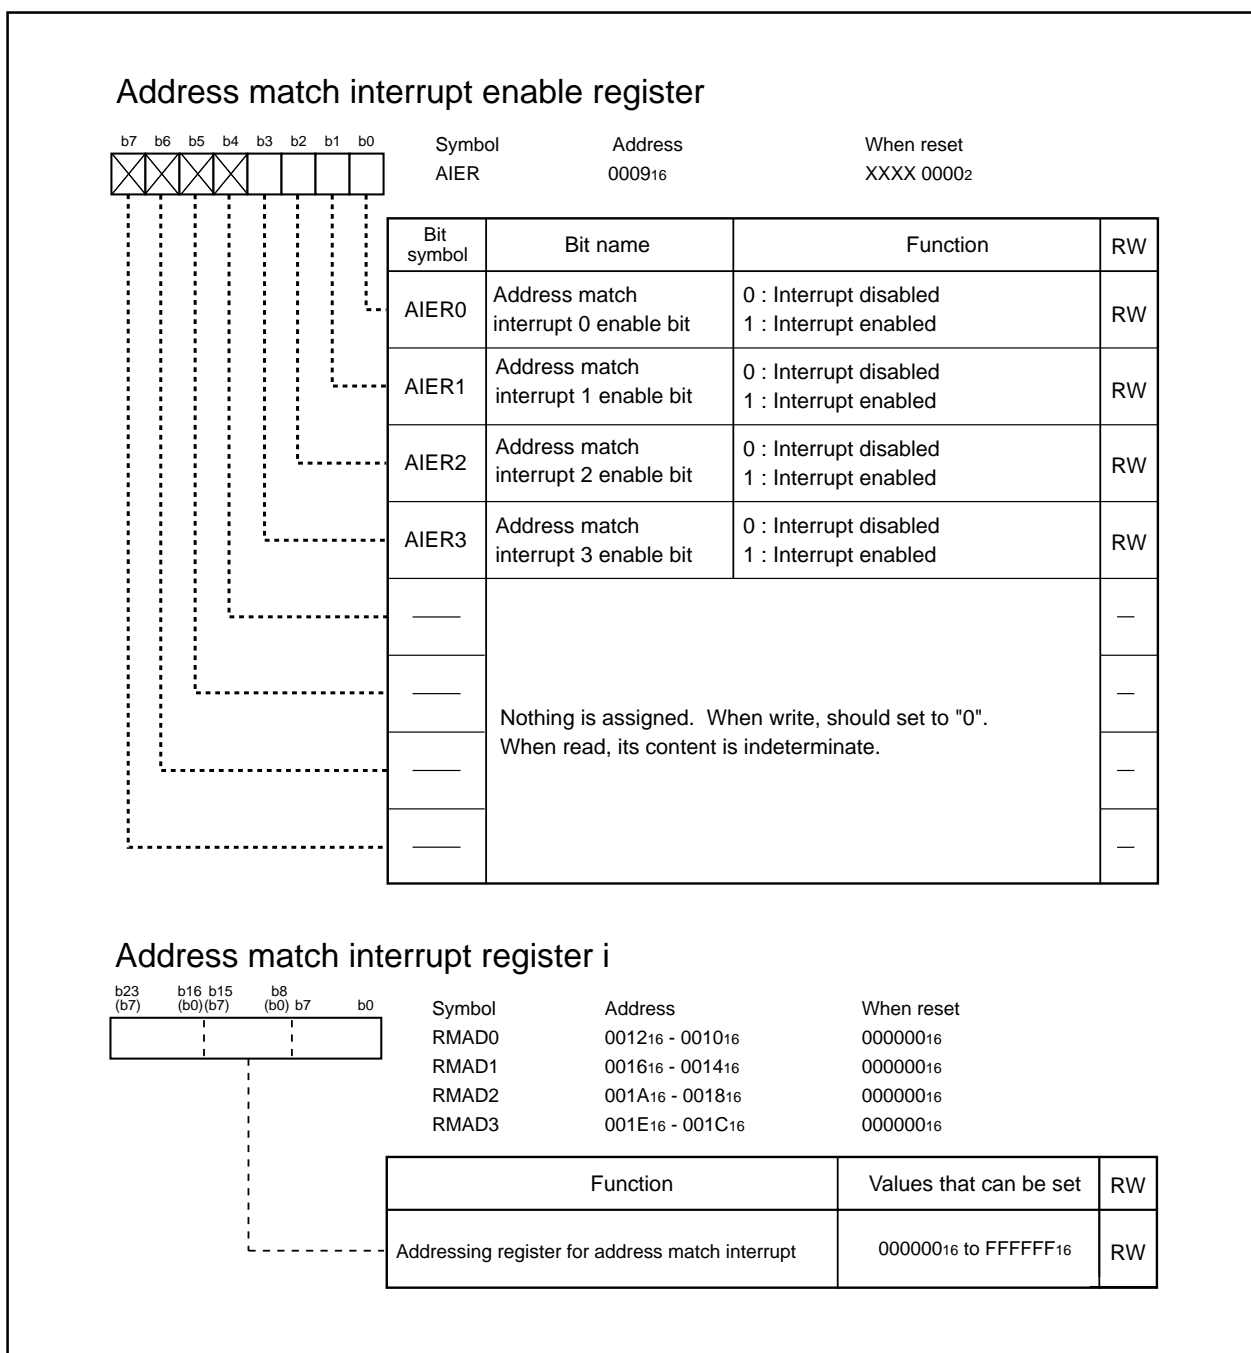 Address match interrupt enable register
b7 b6 b5 b4 b3 b2 b1 b0
Symbol Address When reset
AIER 000916 XXXX 00002
Bit symbol Bit name Function RW
AIER0 Address match interrupt 0 enable bit 0 : Interrupt disabled 1 : Interrupt enabled RW
AIER1 Address match interrupt 1 enable bit 0 : Interrupt disabled 1 : Interrupt enabled RW
AIER2 Address match interrupt 2 enable bit 0 : Interrupt disabled 1 : Interrupt enabled RW
AIER3 Address match interrupt 3 enable bit 0 : Interrupt disabled 1 : Interrupt enabled RW
Nothing is assigned. When write, should set to "0".
When read, its content is indeterminate.
Address match interrupt register i
b23 b16 b15 b8
(b7) (b0)(b7) (b0) b7 b0
Symbol Address When reset
RMAD0 001216 - 001016 00000016
RMAD1 001616 - 001416 00000016
RMAD2 001A16 - 001816 00000016
RMAD3 001E16 - 001C16 00000016
Function Values that can be set RW
Addressing register for address match interrupt 00000016 to FFFFFF16 RW